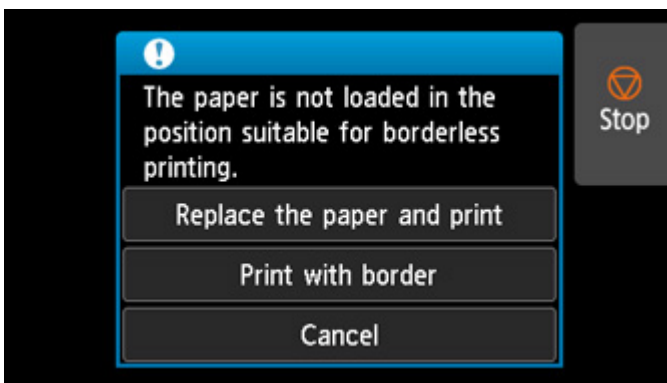 The paper is not loaded in the
position suitable for borderless
printing.
Replace the paper and print
Print with border
Cancel
Stop